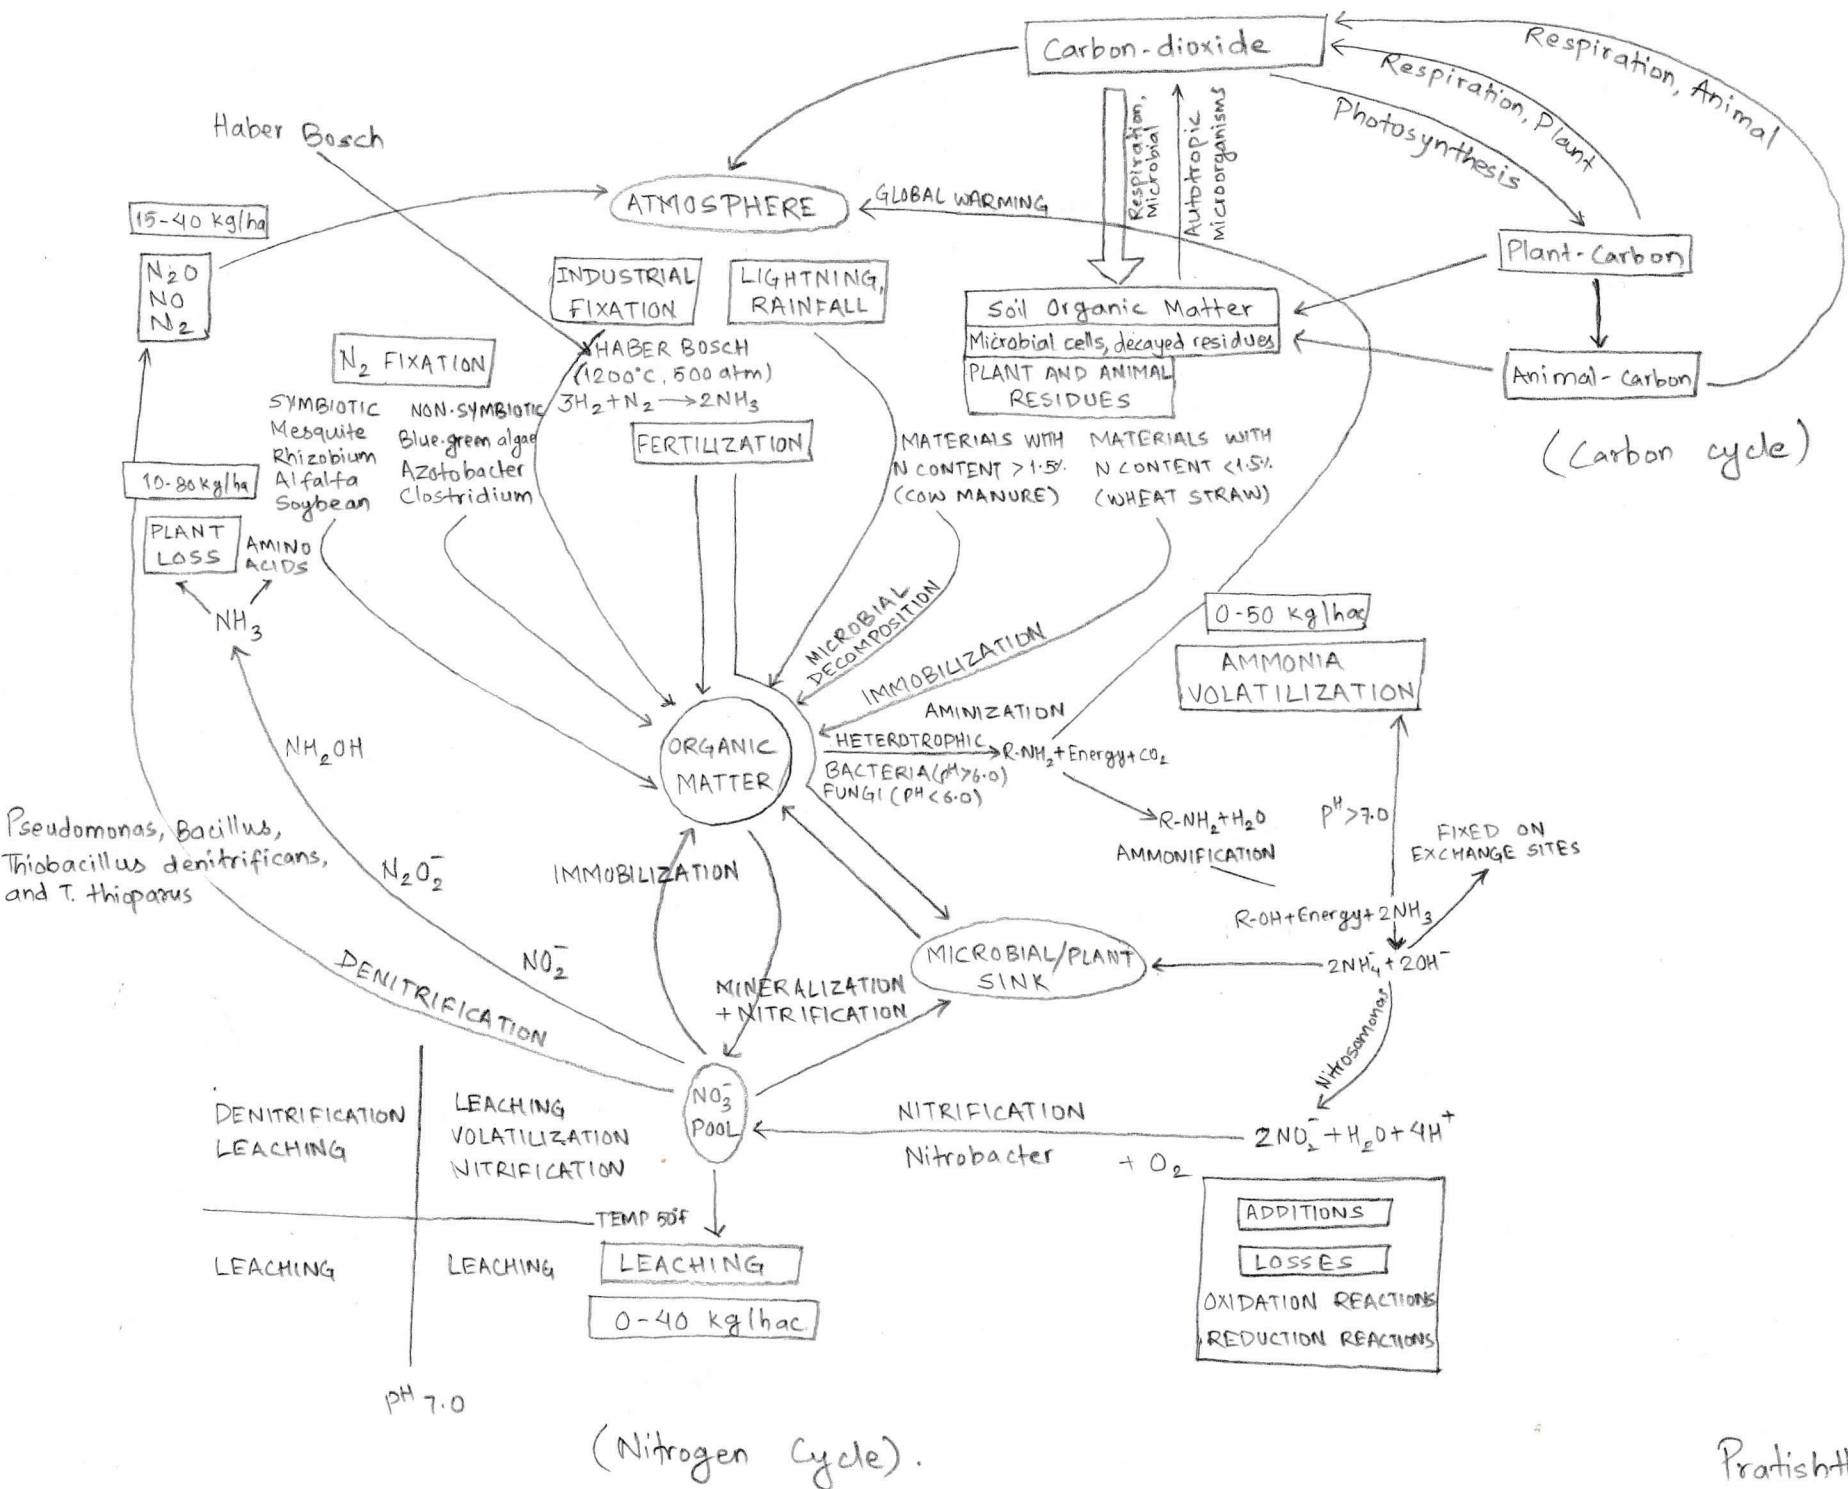 Carbon-dioxide
Respiration, Animal
Respiration, Plant
Photosynthesis
Respiration,
Microbial
Autotropic
Microorganisms
Haber Bosch
ATMOSPHERE
GLOBAL WARMING
15-40 kg/ha
N2O
NO
N2
INDUSTRIAL
FIXATION
LIGHTNING,
RAINFALL
Plant-Carbon
Soil Organic Matter
Microbial cells, decayed residues
PLANT AND ANIMAL
RESIDUES
Animal-Carbon
(Carbon cycle)
N2 FIXATION
HABER BOSCH
(1200°C, 500 atm)
3H2+N2→2NH3
SYMBIOTIC
Mesquite
Rhizobium
Alfalfa
Soybean
NON-SYMBIOTIC
Blue-green algae
Azotobacter
Clostridium
FERTILIZATION
MATERIALS WITH
N CONTENT >1.5%
(COW MANURE)
MATERIALS WITH
N CONTENT <1.5%
(WHEAT STRAW)
10-80kg/ha
PLANT
LOSS
AMINO
ACIDS
NH3
MICROBIAL
DECOMPOSITION
IMMOBILIZATION
0-50 kg/hac
AMMONIA
VOLATILIZATION
ORGANIC
MATTER
AMINIZATION
HETEROTROPHIC
BACTERIA(pH>6.0)
FUNGI (PH<6.0)
R-NH2+Energy+CO2
NH2OH
R-NH2+H2O
AMMONIFICATION
pH>7.0
FIXED ON
EXCHANGE SITES
Pseudomonas, Bacillus,
Thiobacillus denitrificans,
and T. thioparus
N2O2-
IMMOBILIZATION
R-OH+Energy+2NH3
NO2-
MICROBIAL/PLANT
SINK
2NH4-+2OH-
DENITRIFICATION
MINERALIZATION
+NITRIFICATION
Nitrosomonas
NO3-
POOL
NITRIFICATION
Nitrobacter
+ O2
2NO2-+H2O+4H+
DENITRIFICATION
LEACHING
LEACHING
VOLATILIZATION
NITRIFICATION
TEMP 50°f
LEACHING
LEACHING
LEACHING
0-40 kg/hac
pH 7.0
ADDITIONS
LOSSES
OXIDATION REACTIONS
REDUCTION REACTIONS
(Nitrogen Cycle).